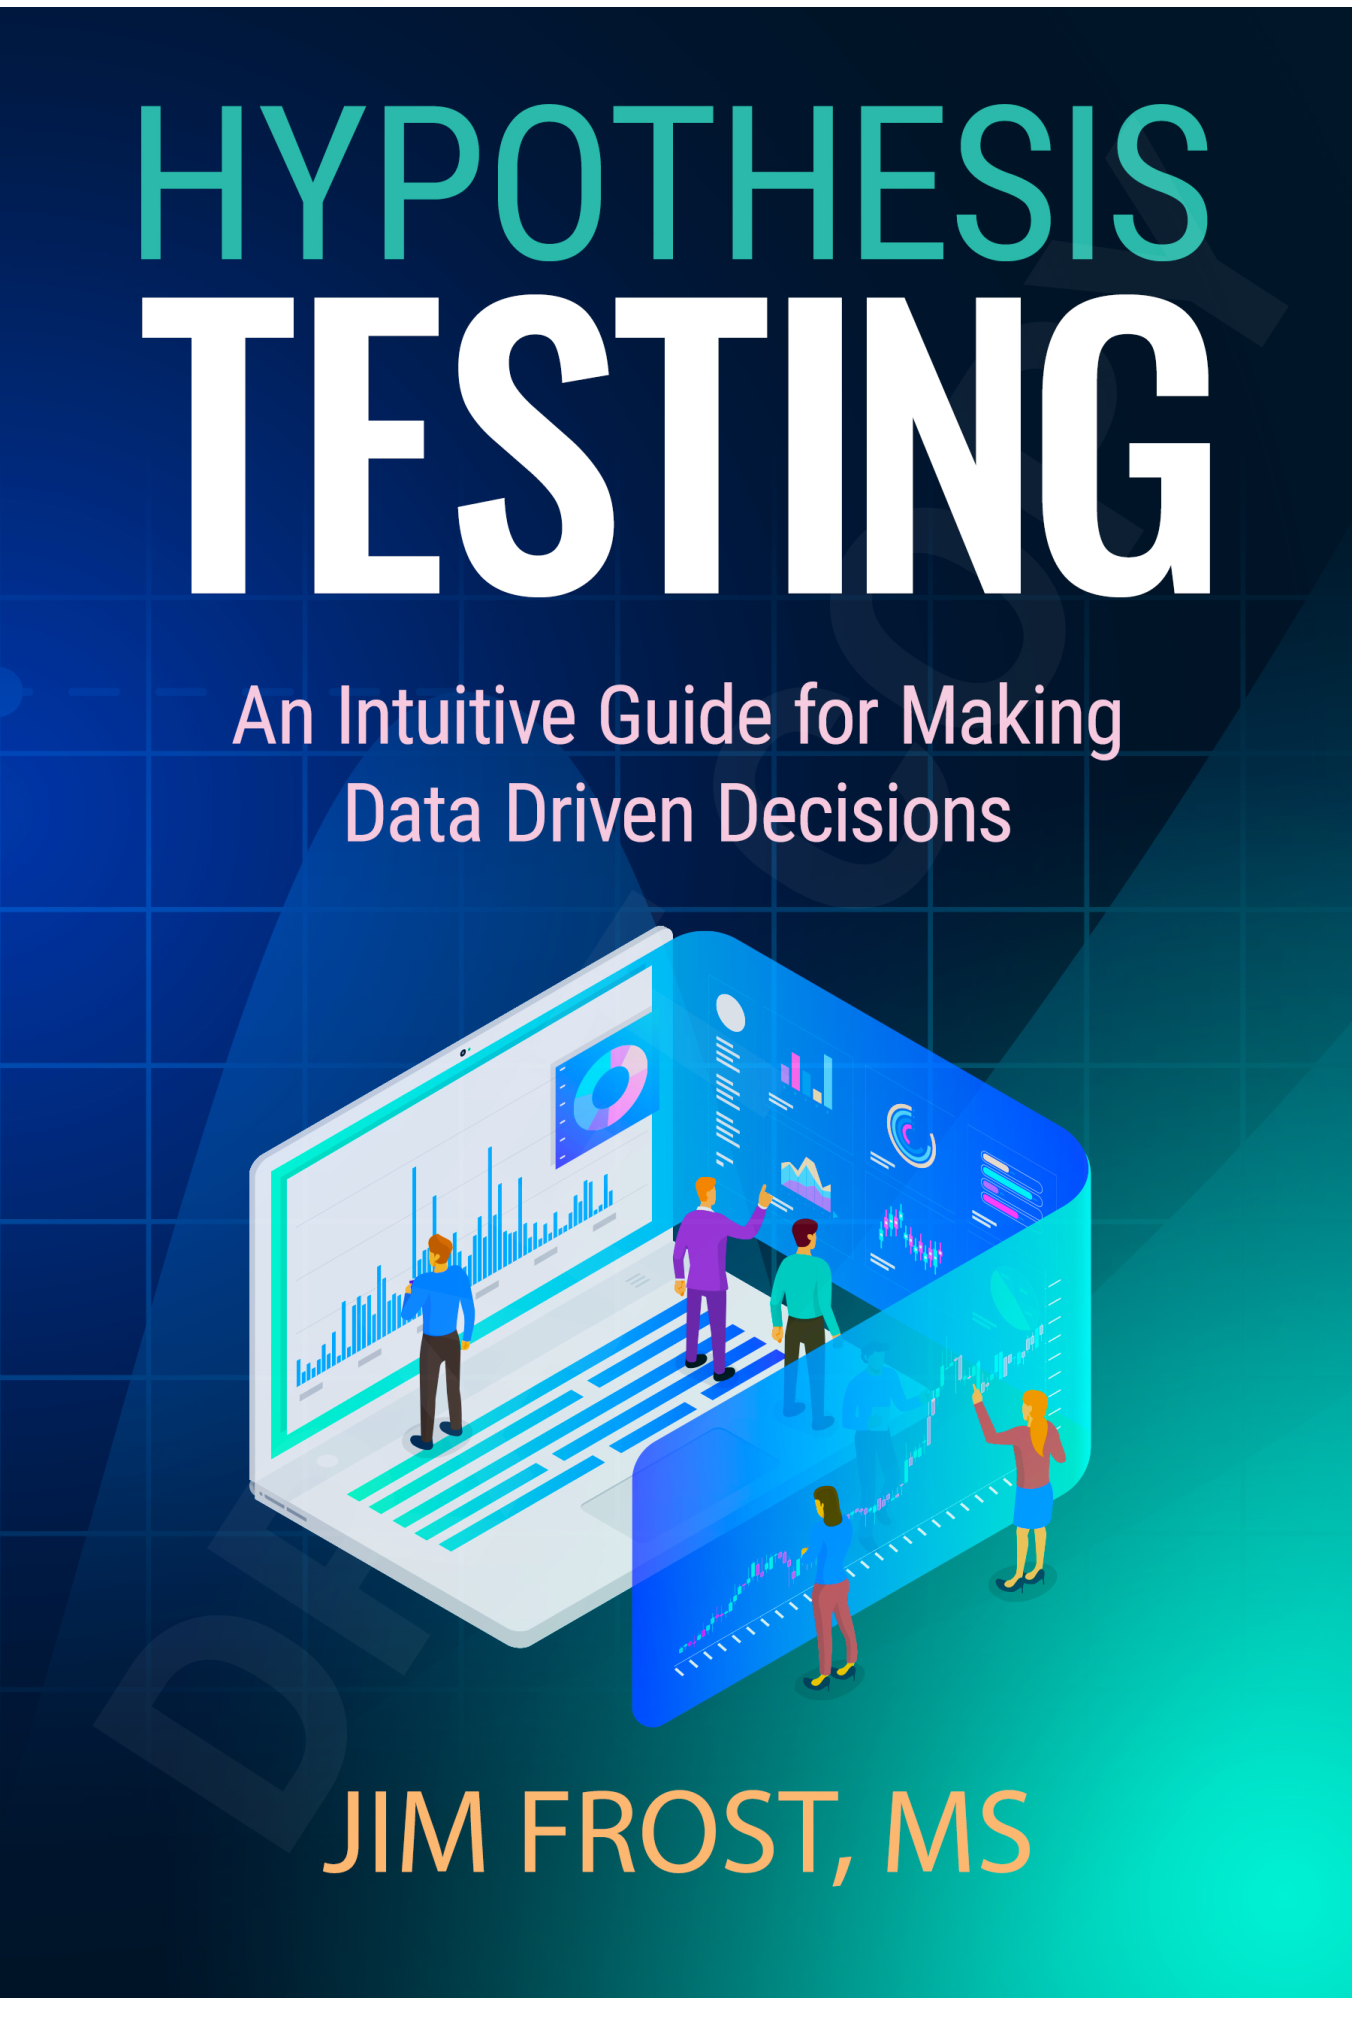 HYPOTHESIS
TESTING
An Intuitive Guide for Making
Data Driven Decisions
JIM FROST, MS